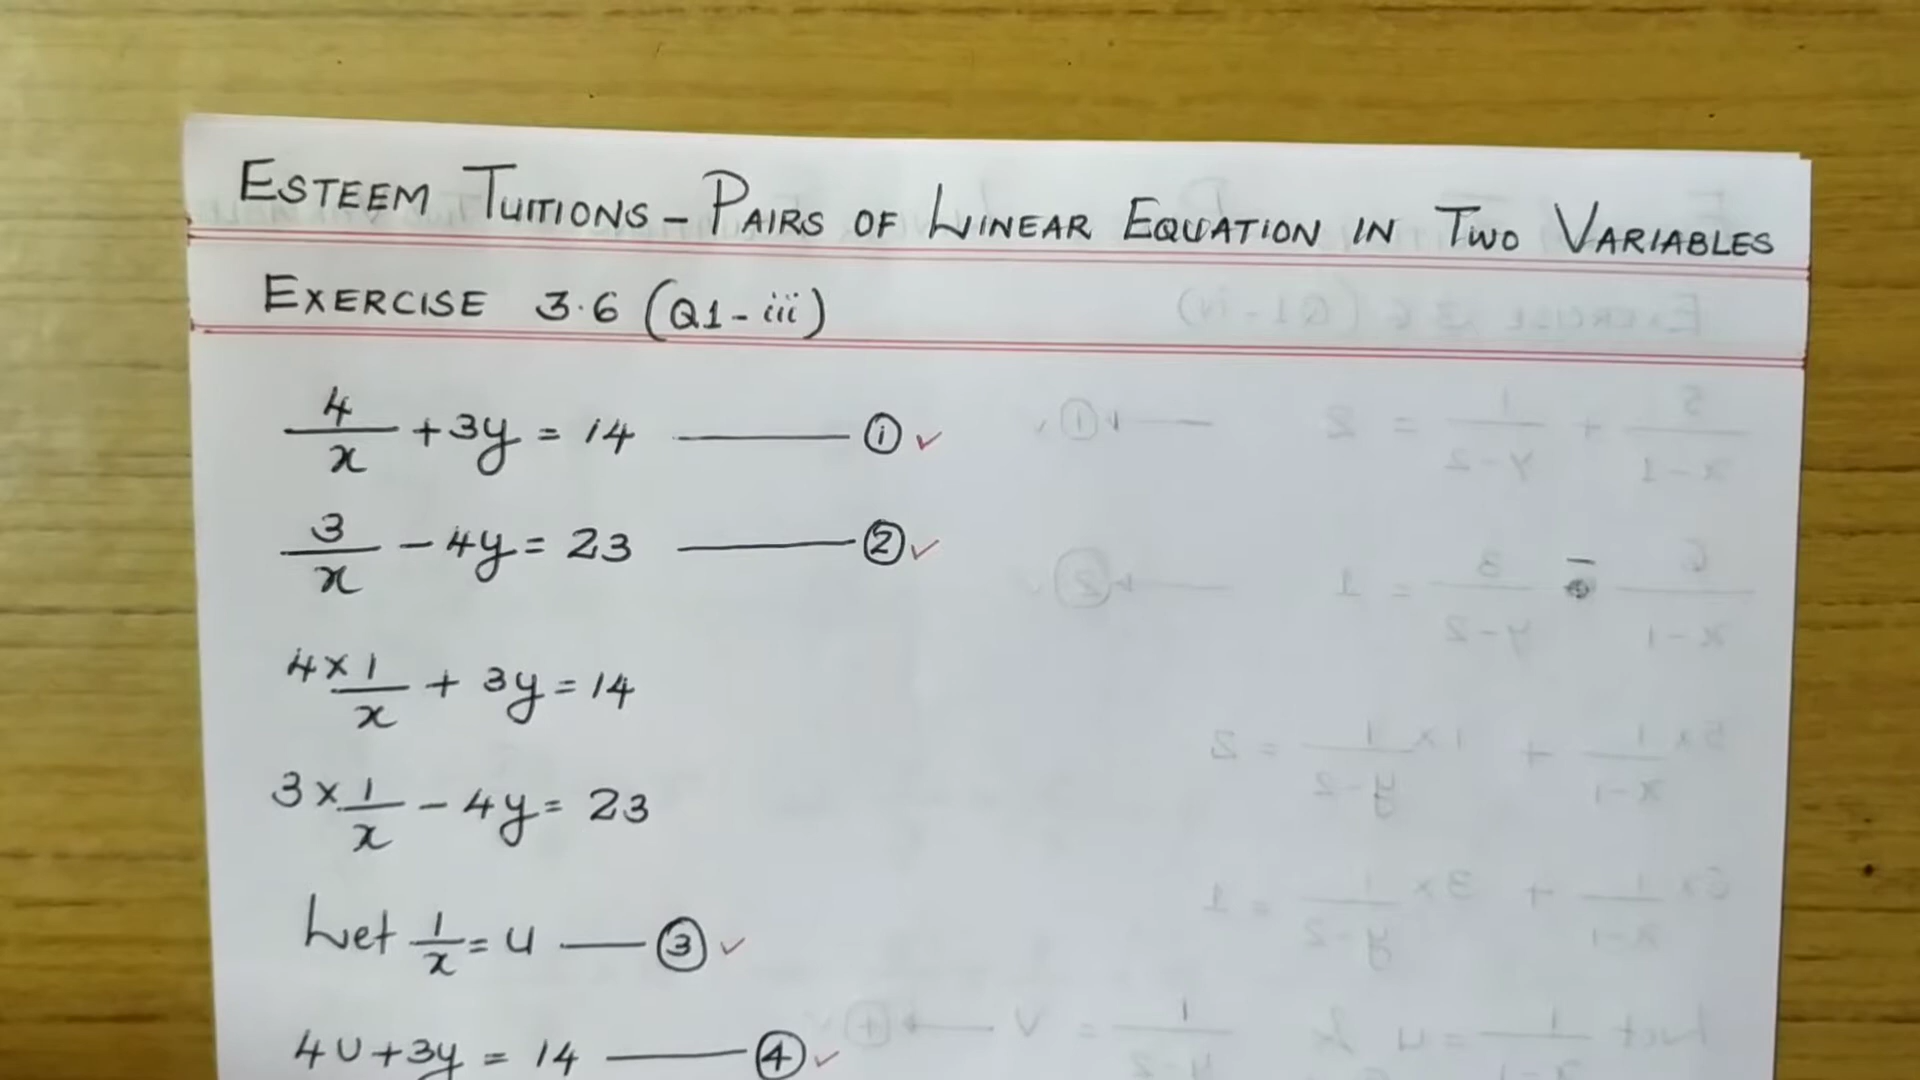 ESTEEM TUITIONS - PAIRS OF LINEAR EQUATION IN TWO VARIABLES
EXERCISE 3.6 (Q1-iii)
4/x + 3y = 14 —— ①✓
3/x - 4y = 23 —— ②✓
4×1/x + 3y = 14
3×1/x - 4y = 23
Let 1/x = u —— ③✓
4u+3y = 14 —— ④✓